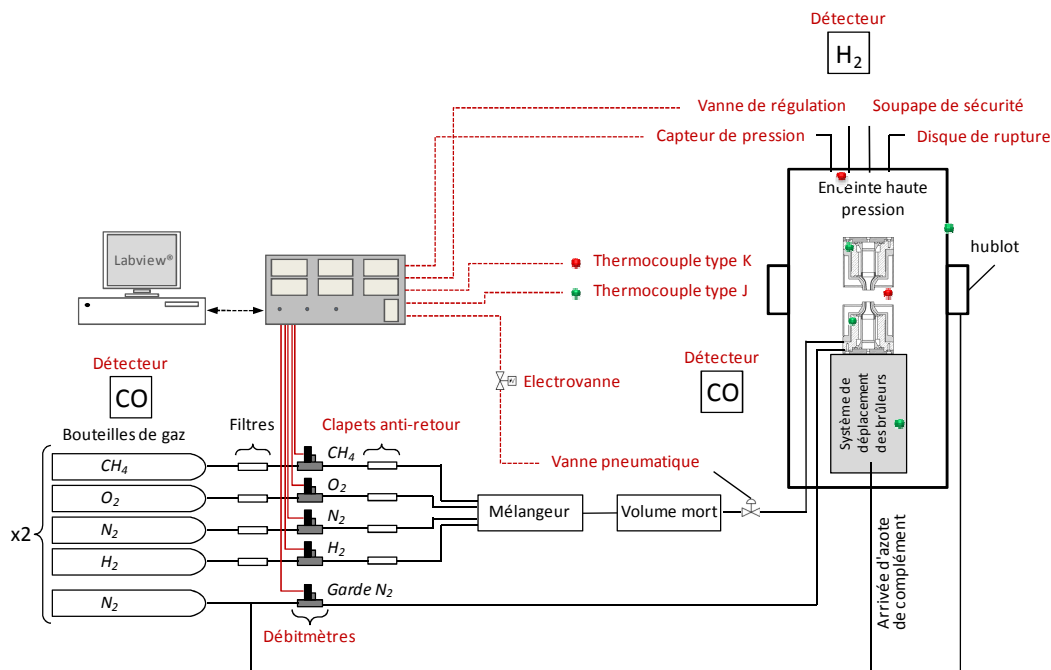 Détecteur
H2
Vanne de régulation
Soupape de sécurité
Capteur de pression
Disque de rupture
Enceinte haute
pression
hublot
Labview®
Thermocouple type K
Thermocouple type J
Détecteur
CO
Electrovanne
Détecteur
CO
Système de
déplacement
des brûleurs
Bouteilles de gaz
Filtres
Clapets anti-retour
CH4
CH4
Vanne pneumatique
O2
O2
x2
N2
N2
Mélangeur
Volume mort
H2
H2
N2
Garde N2
Débitmètres
Arrivée d'azote
de complément